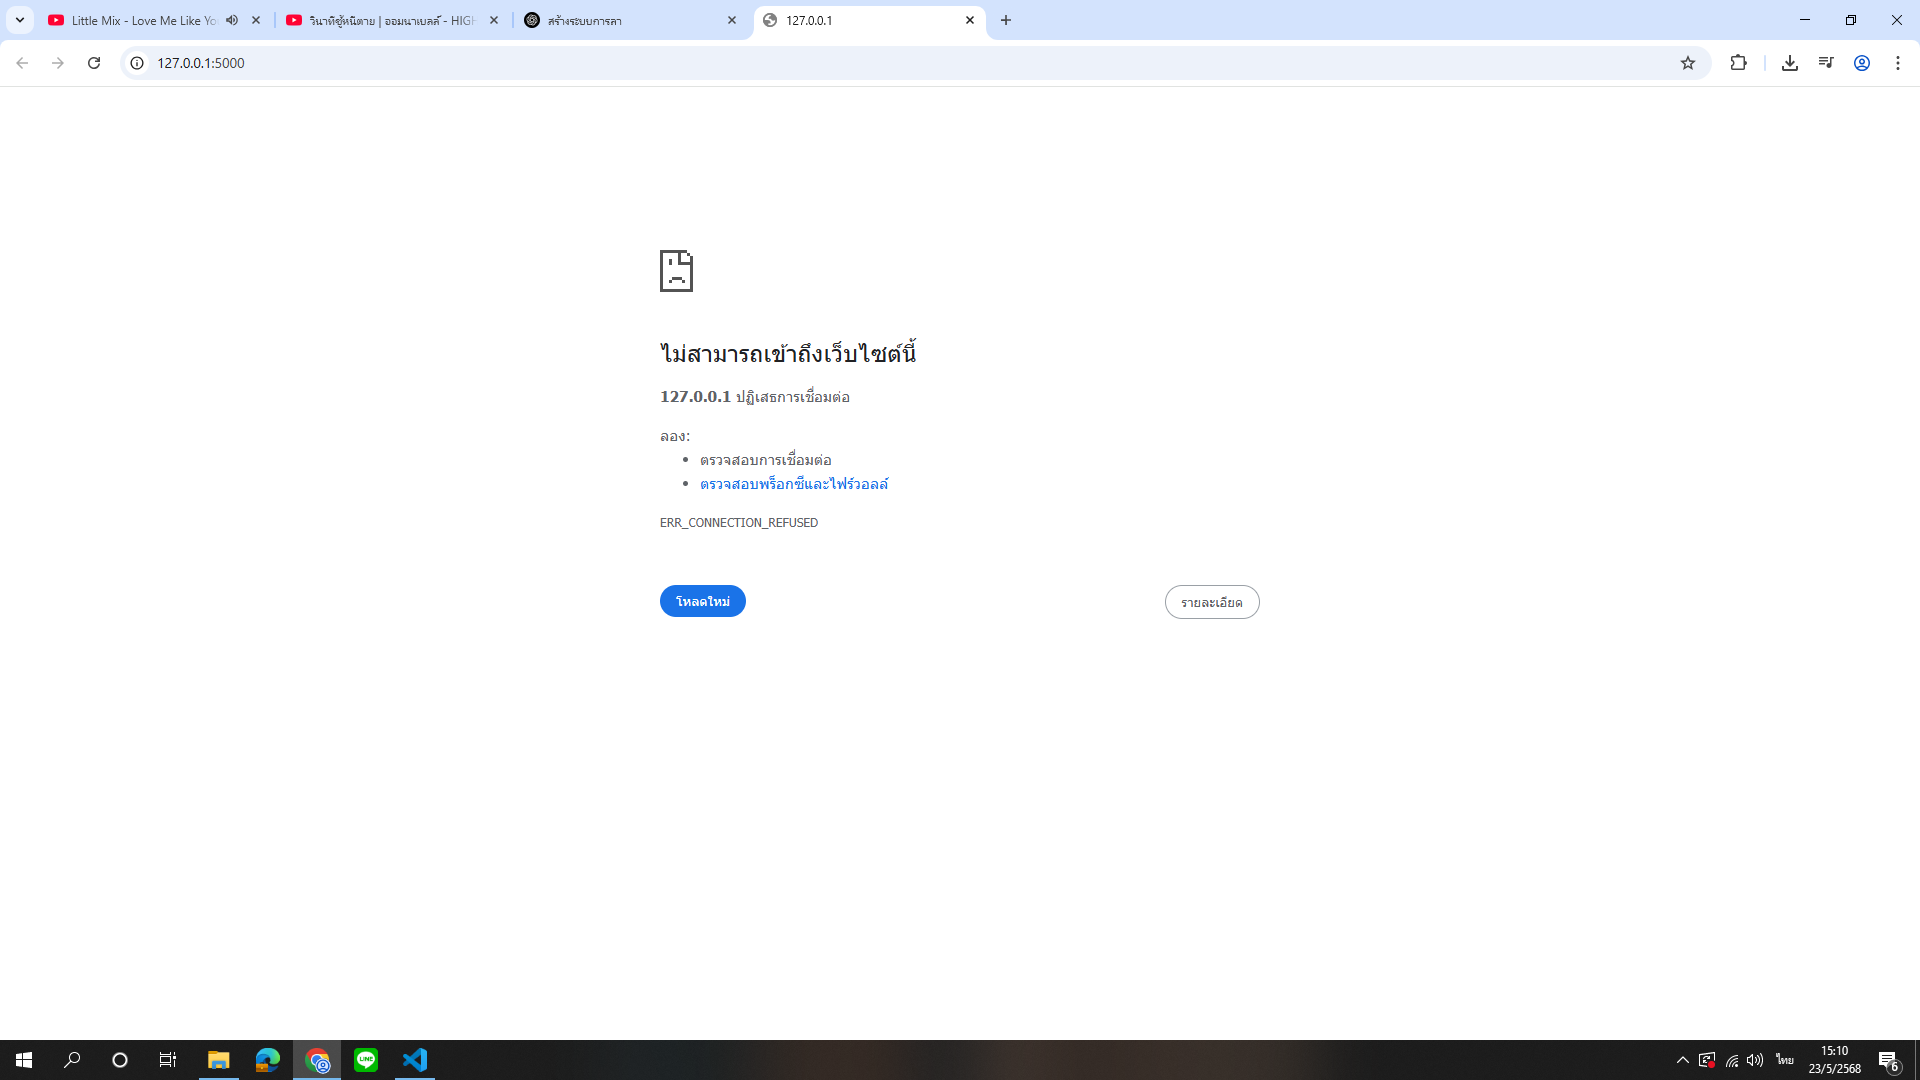 Little Mix - Love Me Like Yo
วินาทีชู้หนีตาย | ออมนาเบลล์ - HIGH
สร้างระบบการลา
127.0.0.1
127.0.0.1:5000
ไม่สามารถเข้าถึงเว็บไซต์นี้
127.0.0.1 ปฏิเสธการเชื่อมต่อ
ลอง:
ตรวจสอบการเชื่อมต่อ
ตรวจสอบพร็อกซีและไฟร์วอลล์
ERR_CONNECTION_REFUSED
โหลดใหม่
รายละเอียด
LINE
ไทย
15:10
23/5/2568
6